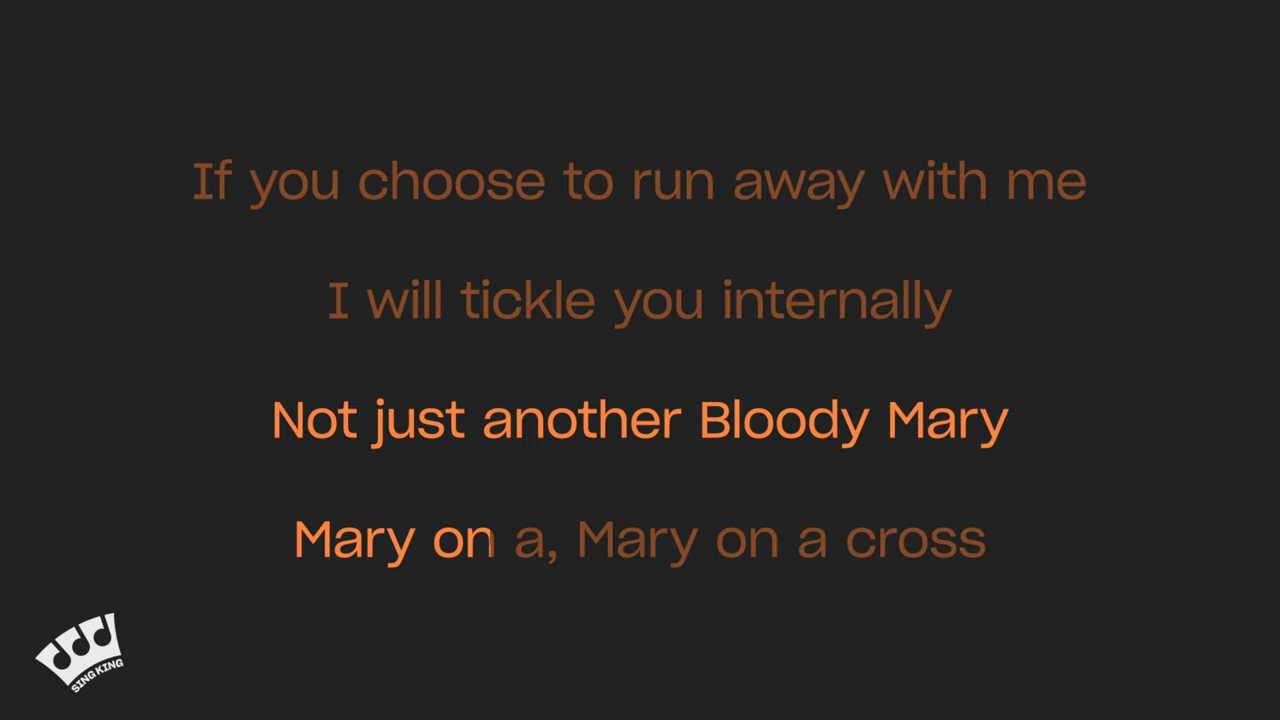 If you choose to run away with me
I will tickle you internally
Not just another Bloody Mary
Mary on a, Mary on a cross
SING KING